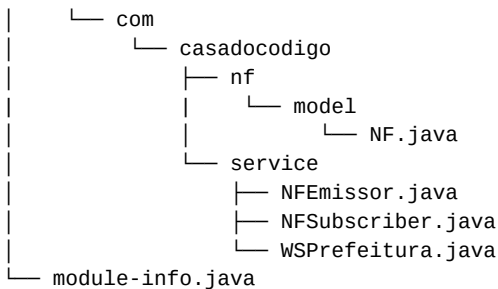 │     └── com
│         └── casadocodigo
│             ├── nf
│             |   └── model
│             │       └── NF.java
│             └── service
│                 ├── NFEmissor.java
│                 ├── NFSubscriber.java
│                 └── WSPrefeitura.java
└── module-info.java